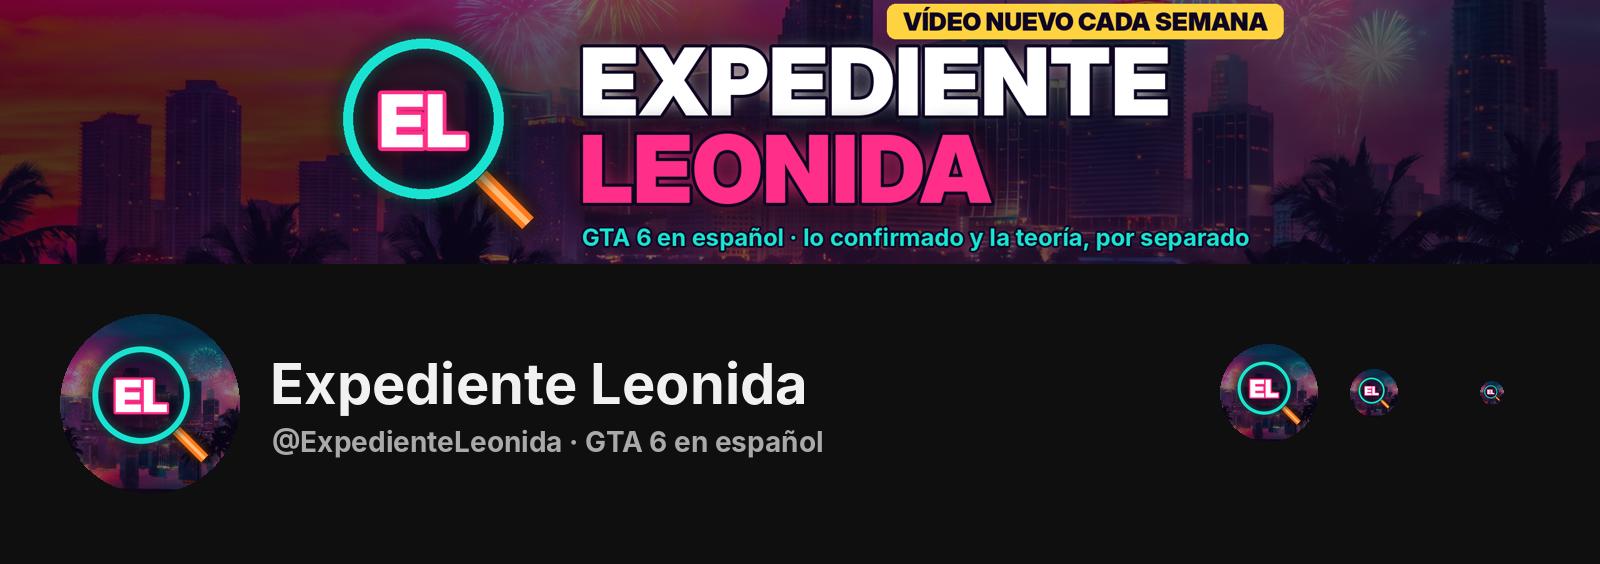 VÍDEO NUEVO CADA SEMANA
EL
EXPEDIENTE
LEONIDA
GTA 6 en español · lo confirmado y la teoría, por separado
EL
Expediente Leonida
@ExpedienteLeonida · GTA 6 en español
EL
EL
EL